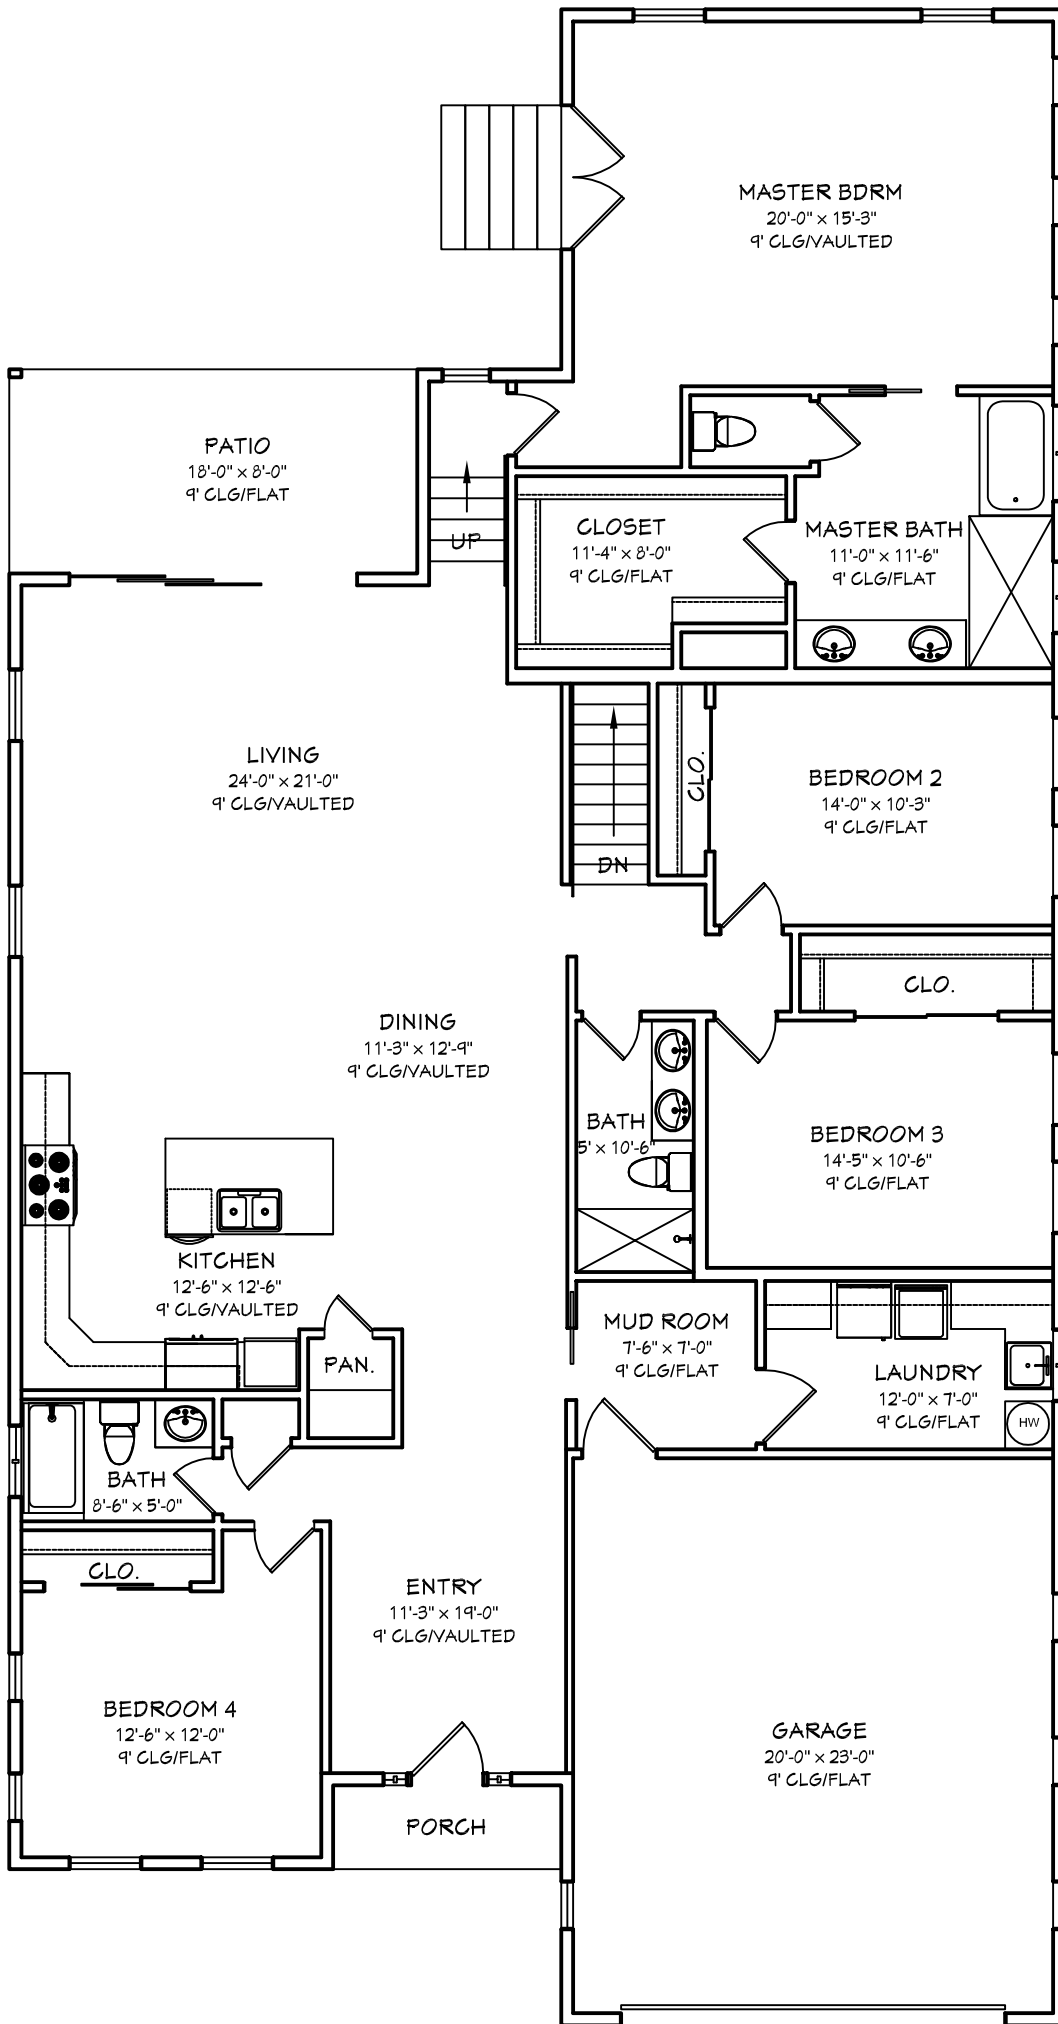 MASTER BDRM
20'-0" x 15'-3"
9' CLG/VAULTED
PATIO
18'-0" x 8'-0"
9' CLG/FLAT
UP
CLOSET
11'-4" x 8'-0"
9' CLG/FLAT
MASTER BATH
11'-0" x 11'-6"
9' CLG/FLAT
LIVING
24'-0" x 21'-0"
9' CLG/VAULTED
DN
CLO.
BEDROOM 2
14'-0" x 10'-3"
9' CLG/FLAT
CLO.
DINING
11'-3" x 12'-9"
9' CLG/VAULTED
BATH
5' x 10'-6"
BEDROOM 3
14'-5" x 10'-6"
9' CLG/FLAT
KITCHEN
12'-6" x 12'-6"
9' CLG/VAULTED
PAN.
MUD ROOM
7'-6" x 7'-0"
9' CLG/FLAT
LAUNDRY
12'-0" x 7'-0"
9' CLG/FLAT
HW
BATH
8'-6" x 5'-0"
CLO.
ENTRY
11'-3" x 19'-0"
9' CLG/VAULTED
BEDROOM 4
12'-6" x 12'-0"
9' CLG/FLAT
GARAGE
20'-0" x 23'-0"
9' CLG/FLAT
PORCH